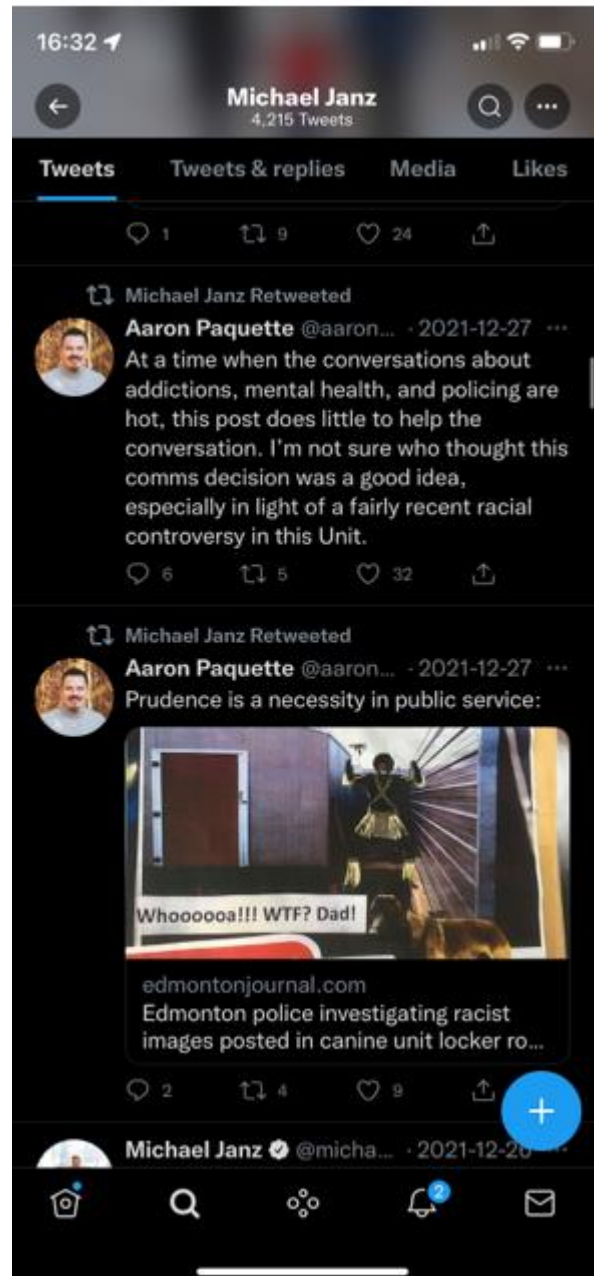 16:32
Michael Janz
4,215 Tweets
Tweets Tweets & replies Media Likes
1 9 24
Michael Janz Retweeted
Aaron Paquette @aaron... · 2021-12-27 ...
At a time when the conversations about
addictions, mental health, and policing are
hot, this post does little to help the
conversation. I'm not sure who thought this
comms decision was a good idea,
especially in light of a fairly recent racial
controversy in this Unit.
6 5 32
Michael Janz Retweeted
Aaron Paquette @aaron... · 2021-12-27 ...
Prudence is a necessity in public service:
Whoooooa!!! WTF? Dad!
edmontonjournal.com
Edmonton police investigating racist
images posted in canine unit locker ro...
2 4 9
Michael Janz @micha... · 2021-12-26
2